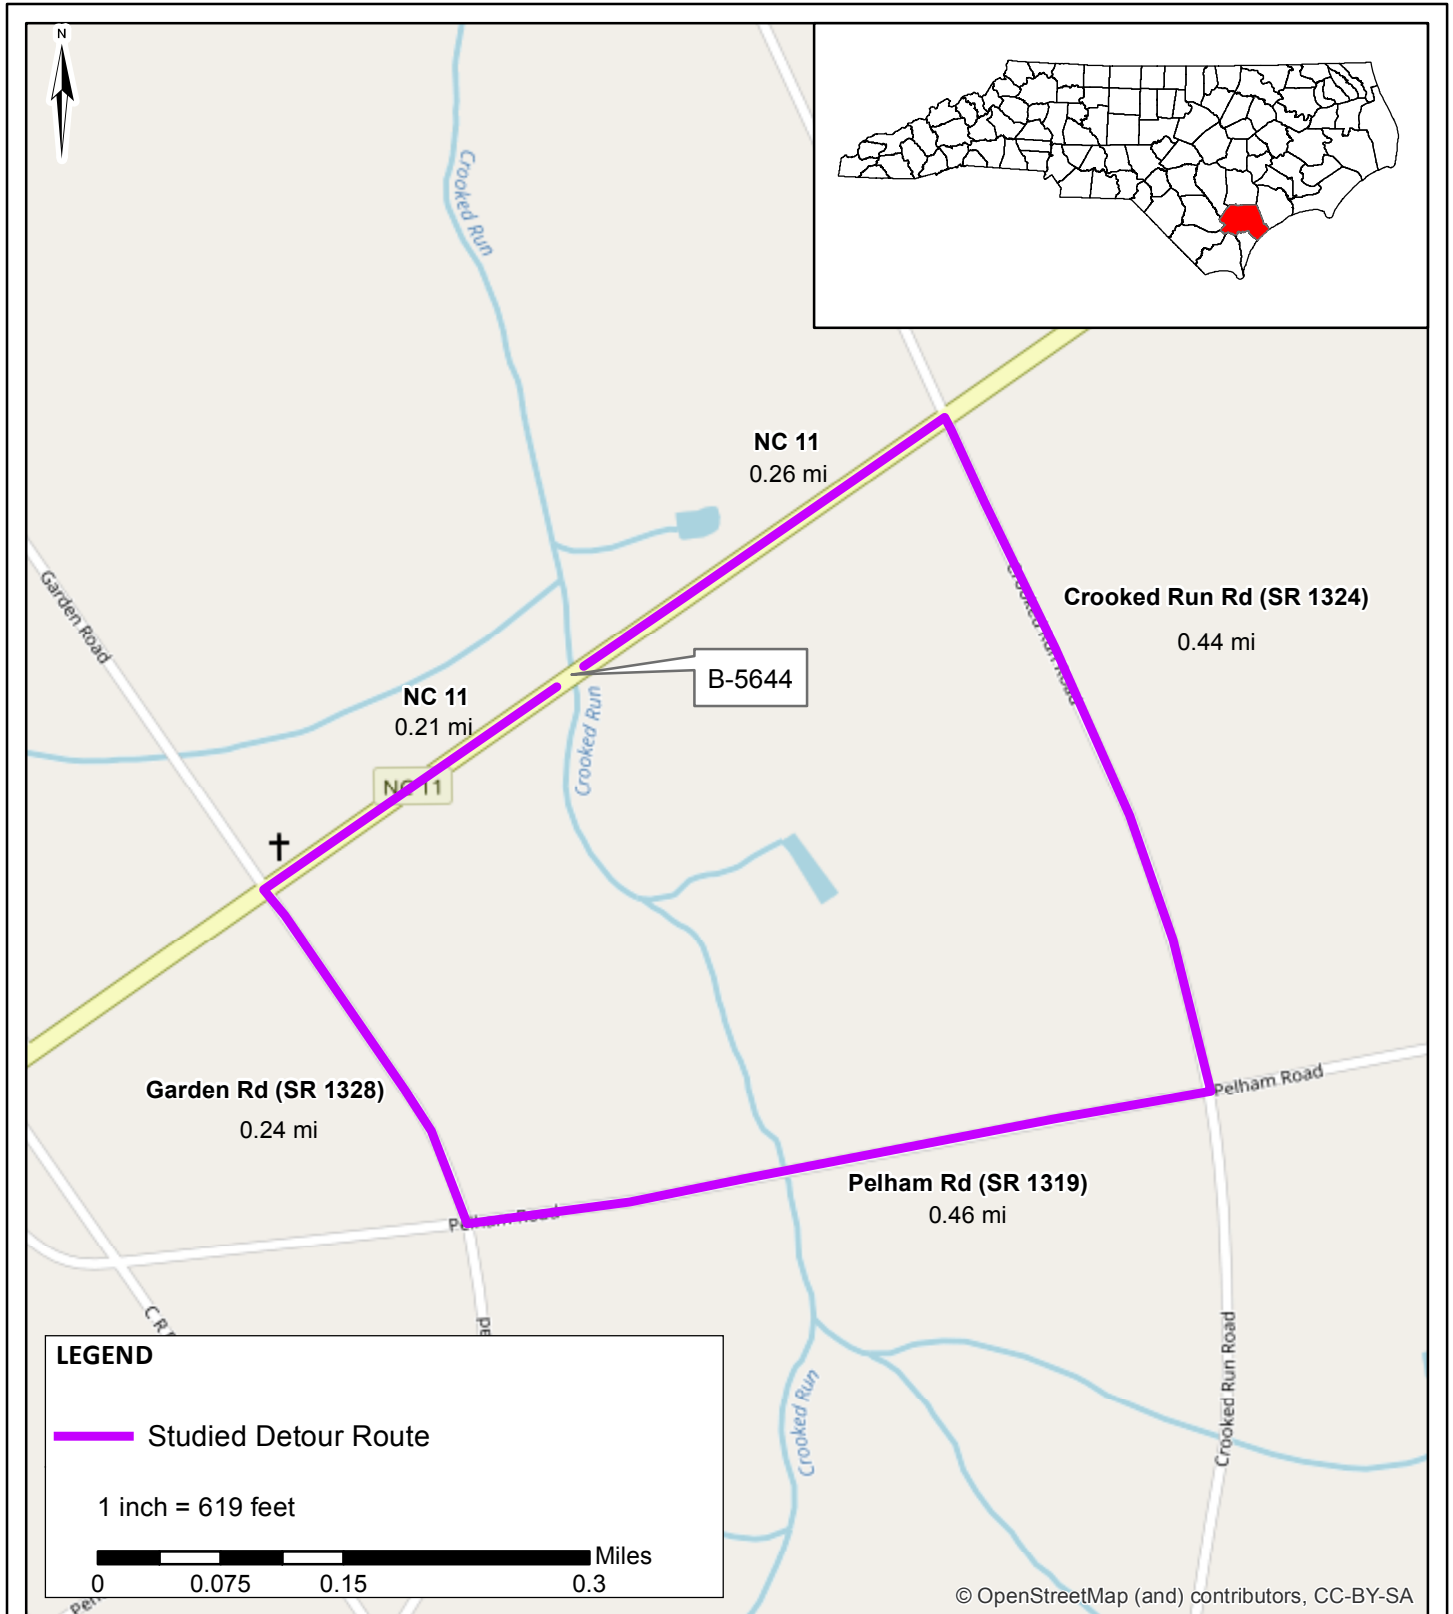 N
Crooked Run
NC 11
0.26 mi
Garden Road
Crooked Run Road
Crooked Run Rd (SR 1324)
0.44 mi
B-5644
NC 11
0.21 mi
Crooked Run
NC 11
Garden Rd (SR 1328)
0.24 mi
Pelham Road
Pelham Rd (SR 1319)
0.46 mi
Pelham Road
C R
Crooked Run Road
Crooked Run
LEGEND
Studied Detour Route
1 inch = 619 feet
Miles
0 0.075 0.15 0.3
© OpenStreetMap (and) contributors, CC-BY-SA